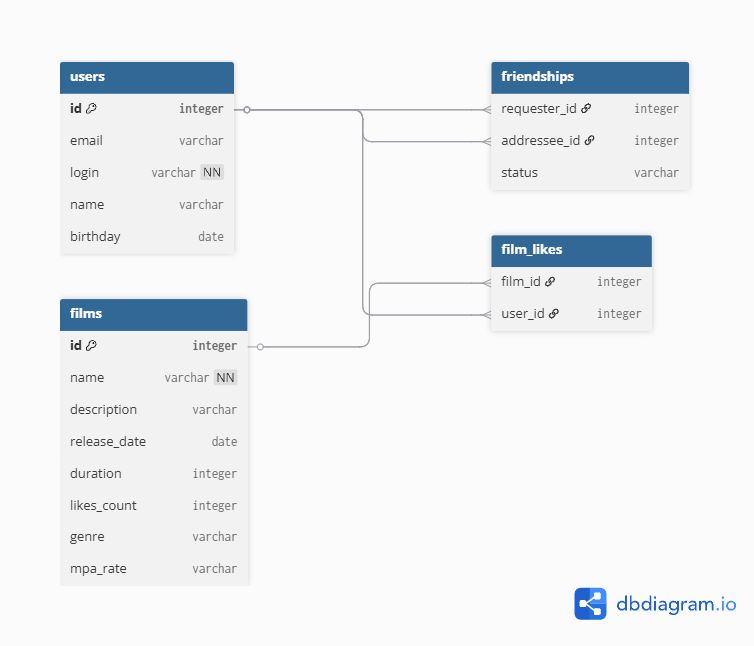 users
id integer
email varchar
login varchar NN
name varchar
birthday date
friendships
requester_id integer
addressee_id integer
status varchar
film_likes
film_id integer
user_id integer
films
id integer
name varchar NN
description varchar
release_date date
duration integer
likes_count integer
genre varchar
mpa_rate varchar
dbdiagram.io